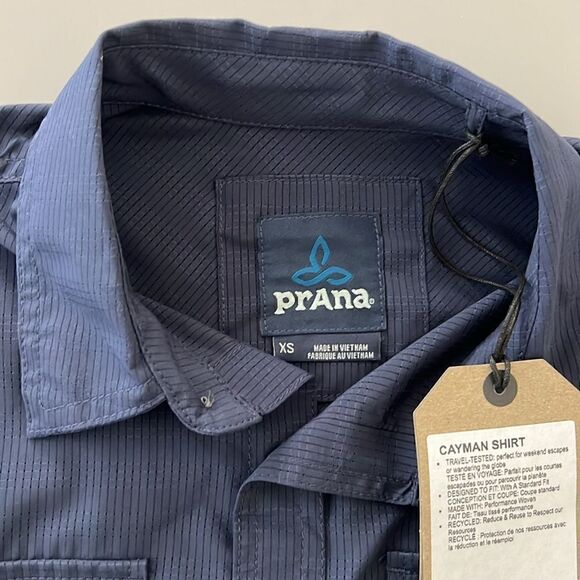 prAna
XS
MADE IN VIETNAM
FABRIQUE AU VIETNAM
CAYMAN SHIRT
• TRAVEL-TESTED: perfect for weekend escapes
or wandering the globe
TESTE EN VOYAGE: Parfait pour les courtes
escapades ou pour parcourir la planète
• DESIGNED TO FIT: With A Standard Fit
CONCEPTION ET COUPE: Coupe standard
• MADE WITH: Performance Woven
FAIT DE: Tissu lissé performance
• RECYCLED: Reduce & Reuse to Respect our
Resources
RECYCLÉ : Protection de nos ressources avec
la réduction et le réemploi